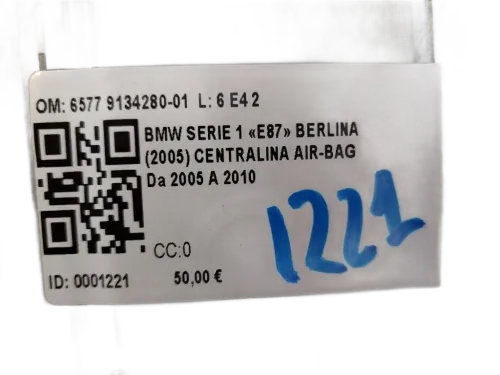 OM: 6577 9134280-01 L: 6 E4 2
BMW SERIE 1 «E87» BERLINA
(2005) CENTRALINA AIR-BAG
Da 2005 A 2010
CC:0
ID: 0001221 50,00 €
1221